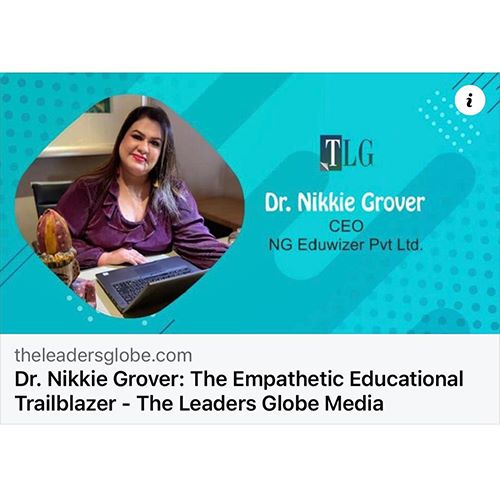 i
TLG
Dr. Nikkie Grover
CEO
NG Eduwizer Pvt Ltd.
theleadersglobe.com
Dr. Nikkie Grover: The Empathetic Educational
Trailblazer - The Leaders Globe Media